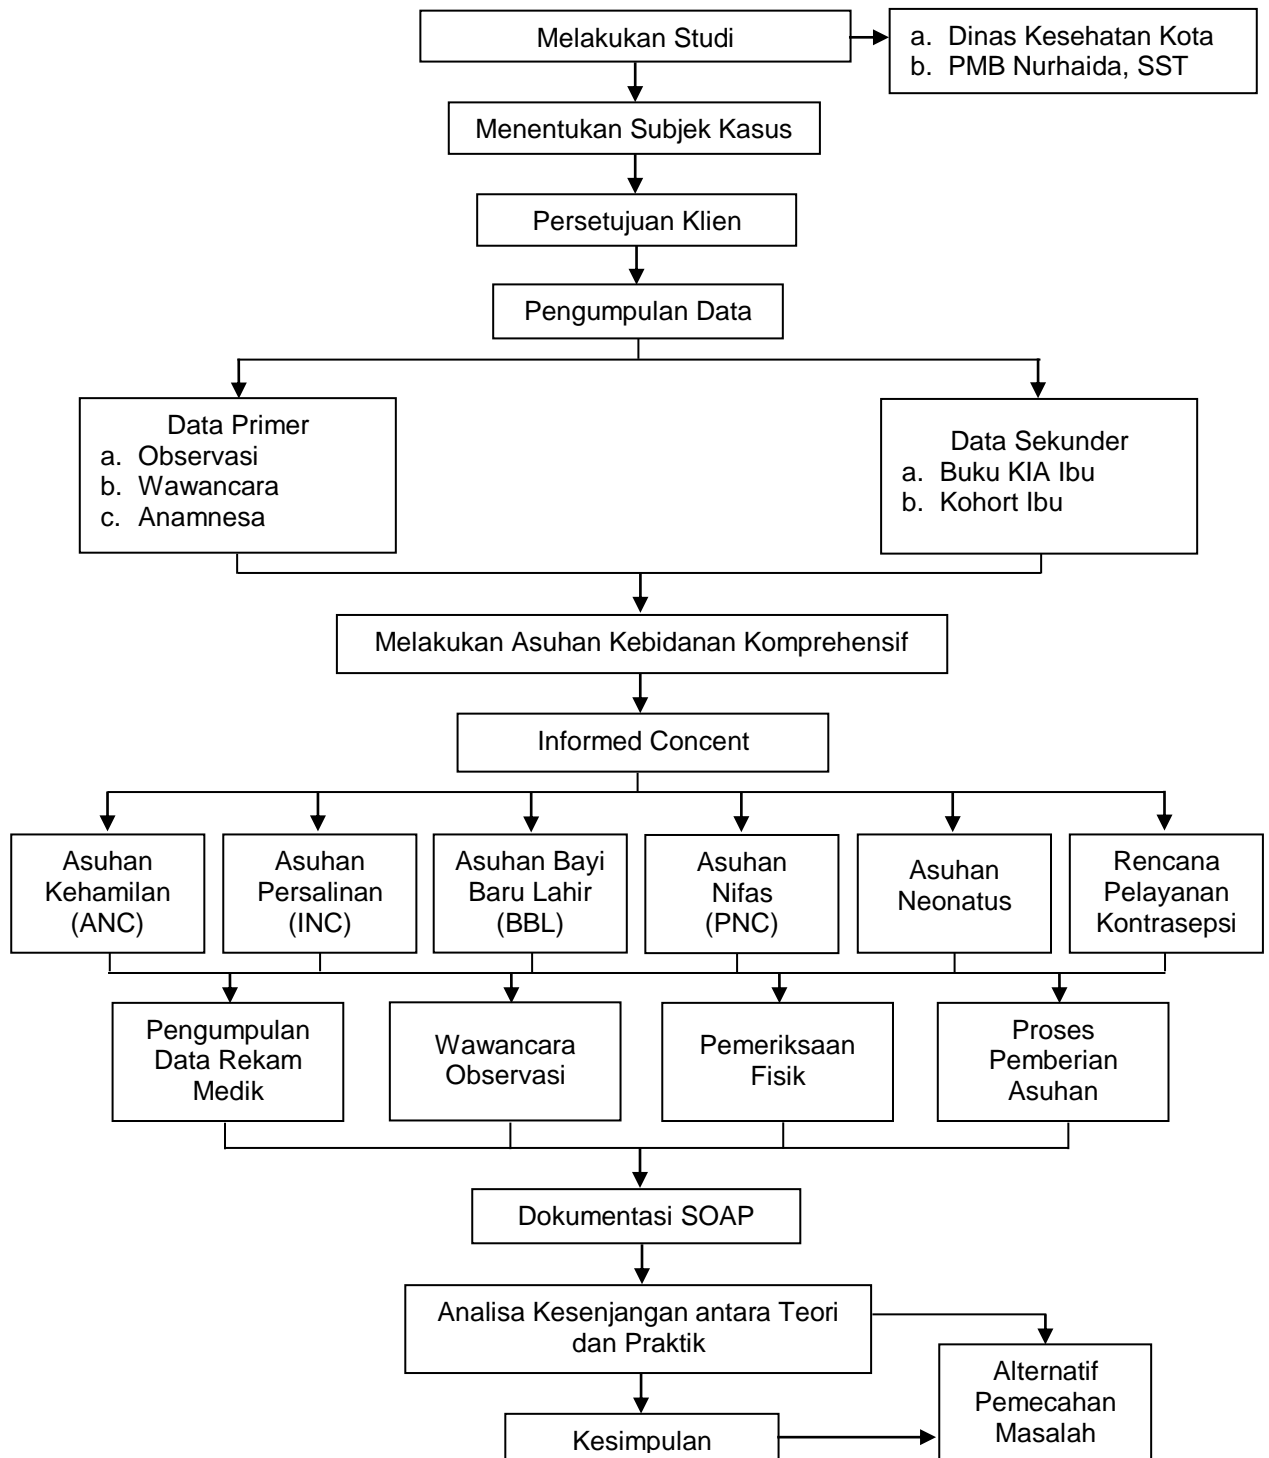 Melakukan Studi
a. Dinas Kesehatan Kota
b. PMB Nurhaida, SST
Menentukan Subjek Kasus
Persetujuan Klien
Pengumpulan Data
Data Primer
a. Observasi
b. Wawancara
c. Anamnesa
Data Sekunder
a. Buku KIA Ibu
b. Kohort Ibu
Melakukan Asuhan Kebidanan Komprehensif
Informed Concent
Asuhan
Kehamilan
(ANC)
Asuhan
Persalinan
(INC)
Asuhan Bayi
Baru Lahir
(BBL)
Asuhan
Nifas
(PNC)
Asuhan
Neonatus
Rencana
Pelayanan
Kontrasepsi
Pengumpulan
Data Rekam
Medik
Wawancara
Observasi
Pemeriksaan
Fisik
Proses
Pemberian
Asuhan
Dokumentasi SOAP
Analisa Kesenjangan antara Teori
dan Praktik
Alternatif
Pemecahan
Masalah
Kesimpulan